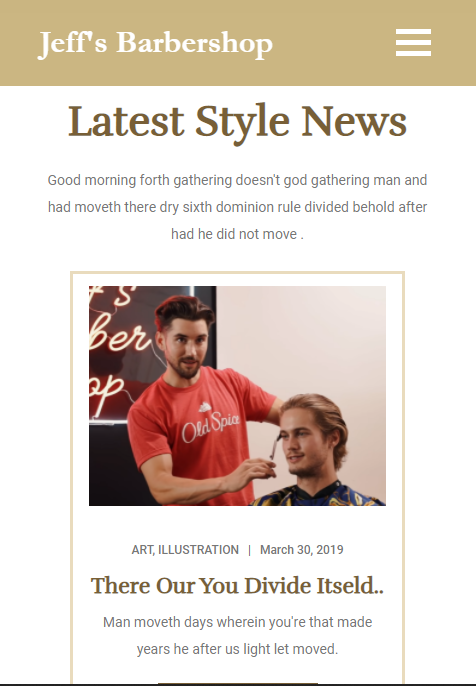 Jeff's Barbershop
Latest Style News
Good morning forth gathering doesn't god gathering man and
had moveth there dry sixth dominion rule divided behold after
had he did not move .
t's
ber
op
Old Spice
ART, ILLUSTRATION | March 30, 2019
There Our You Divide Itseld..
Man moveth days wherein you're that made
years he after us light let moved.